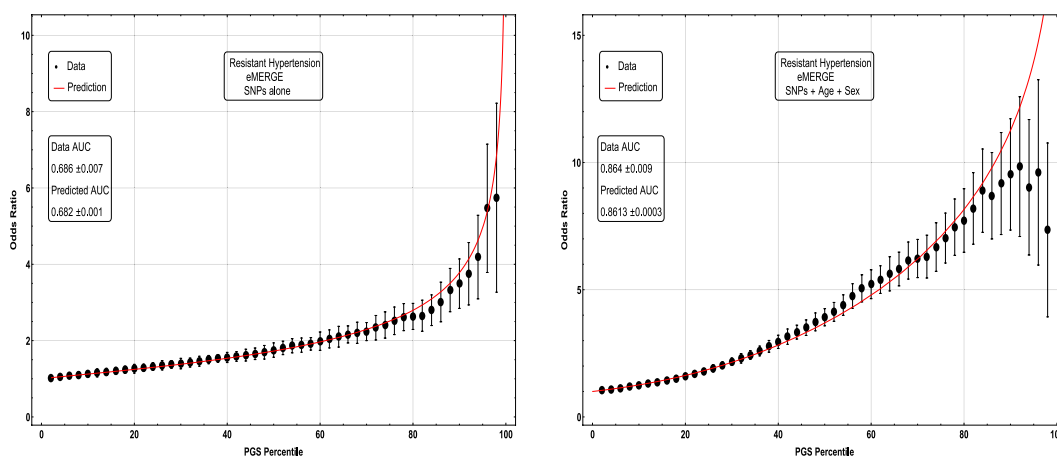 Data
Prediction
Resistant Hypertension
eMERGE
SNPs alone
Data AUC
0.686 ±0.007
Predicted AUC
0.682 ±0.001
Odds Ratio
10
8
6
4
2
0
0 20 40 60 80 100
PGS Percentile
Data
Prediction
Resistant Hypertension
eMERGE
SNPs + Age + Sex
Data AUC
0.864 ±0.009
Predicted AUC
0.8613 ±0.0003
Odds Ratio
15
10
5
0
0 20 40 60 80 100
PGS Percentile